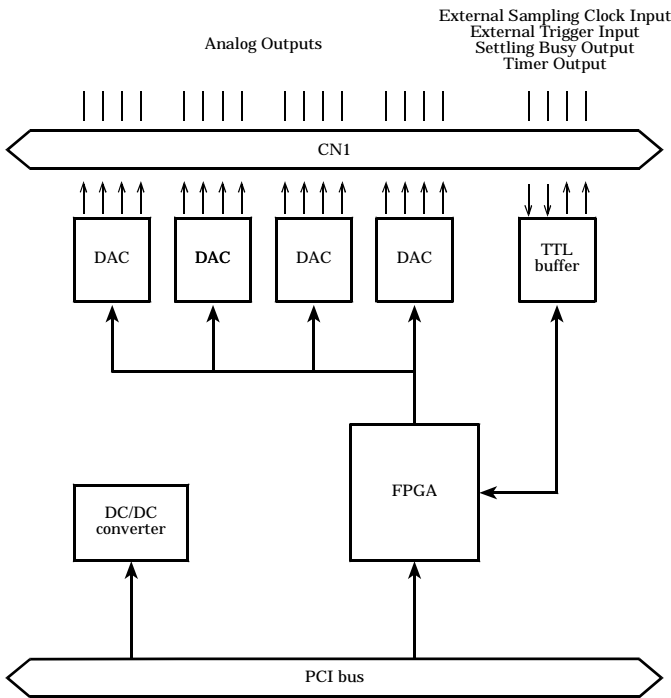 External Sampling Clock Input
External Trigger Input
Settling Busy Output
Timer Output
Analog Outputs
CN1
DAC
DAC
DAC
DAC
TTL
buffer
FPGA
DC/DC
converter
PCI bus